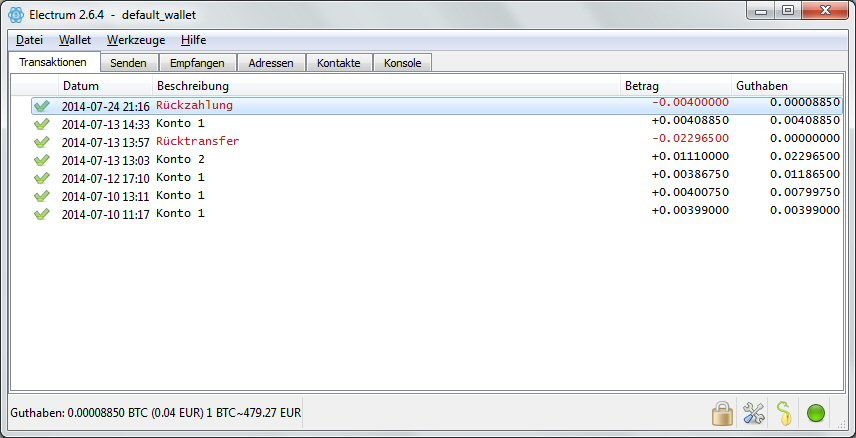 Electrum 2.6.4 - default_wallet
Datei Wallet Werkzeuge Hilfe
Transaktionen Senden Empfangen Adressen Kontakte Konsole
Datum Beschreibung Betrag Guthaben
2014-07-24 21:16 Rückzahlung -0.00400000 0.00008850
2014-07-13 14:33 Konto 1 +0.00408850 0.00408850
2014-07-13 13:57 Rücktransfer -0.02296500 0.00000000
2014-07-13 13:03 Konto 2 +0.01110000 0.02296500
2014-07-12 17:10 Konto 1 +0.00386750 0.01186500
2014-07-10 13:11 Konto 1 +0.00400750 0.00799750
2014-07-10 11:17 Konto 1 +0.00399000 0.00399000
Guthaben: 0.00008850 BTC (0.04 EUR) 1 BTC~479.27 EUR